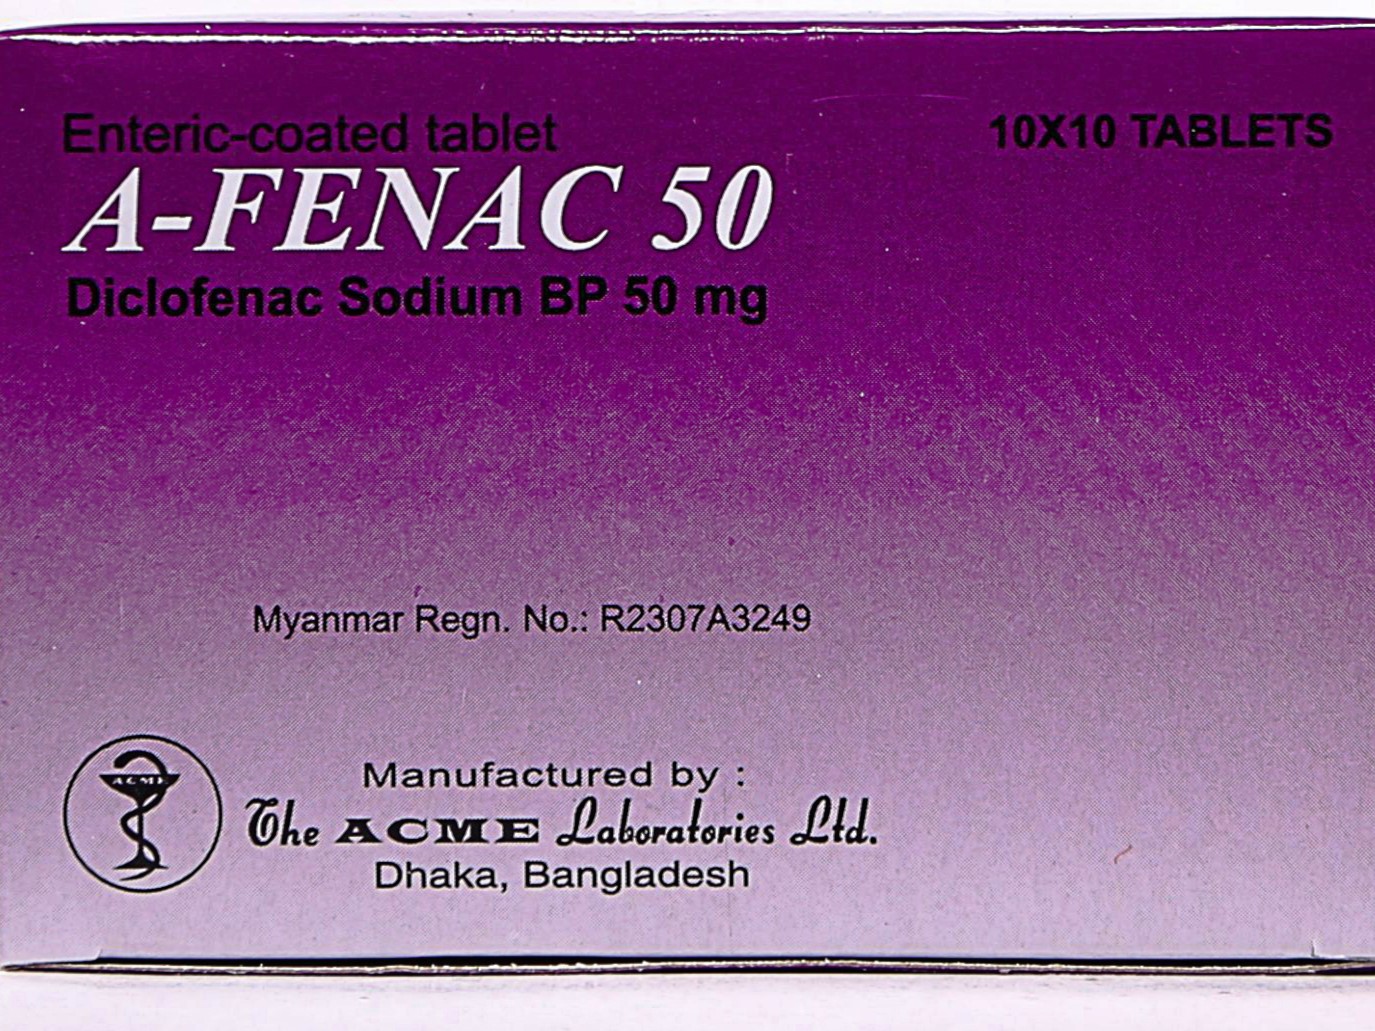 Enteric-coated tablet
10X10 TABLETS
A-FENAC 50
Diclofenac Sodium BP 50 mg
Myanmar Regn. No.: R2307A3249
ACME
Manufactured by :
The ACME Laboratories Ltd.
Dhaka, Bangladesh